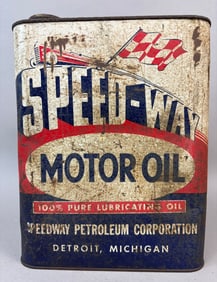 SPEED-WAY
MOTOR OIL
100% PURE LUBRICATING OIL
SPEEDWAY PETROLEUM CORPORATION
DETROIT, MICHIGAN